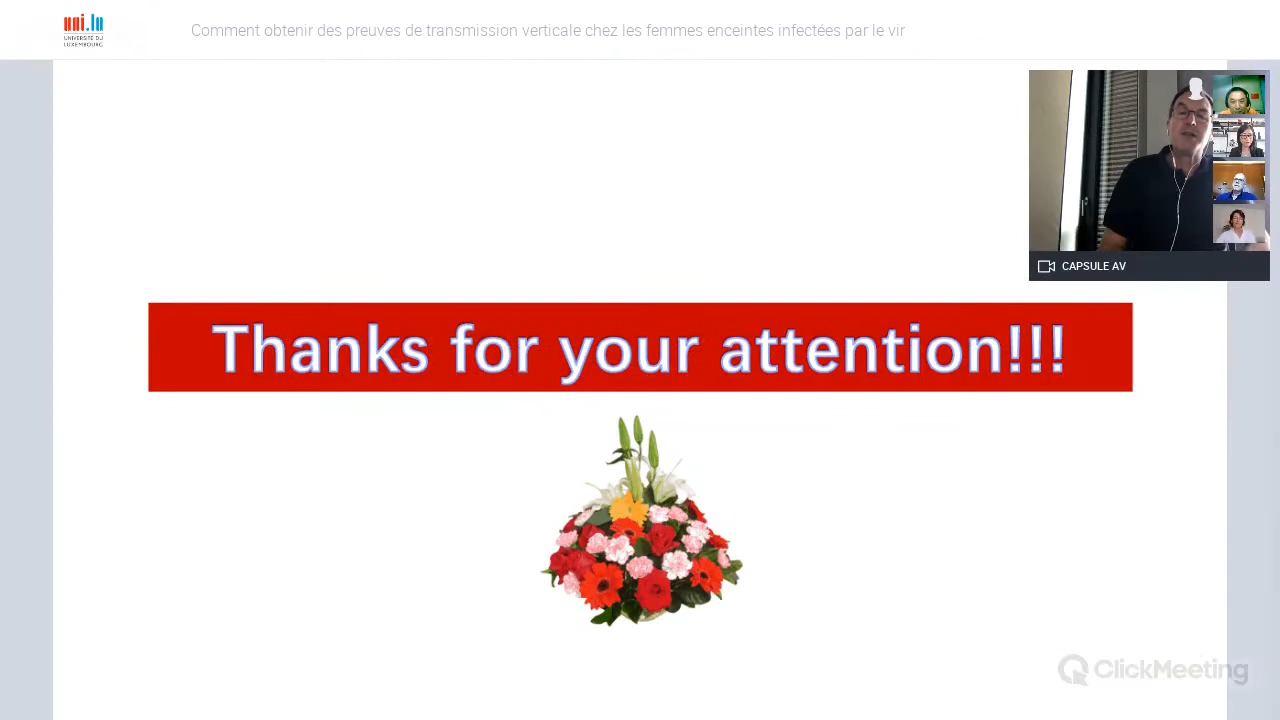 uni.lu
UNIVERSITÉ DU
LUXEMBOURG
Comment obtenir des preuves de transmission verticale chez les femmes enceintes infectées par le vir
CAPSULE AV
Thanks for your attention!!!
ClickMeeting